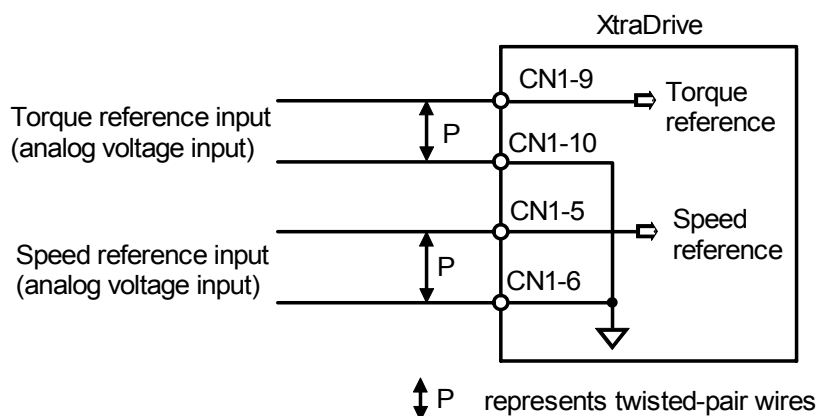 XtraDrive
CN1-9
Torque reference
Torque reference input
(analog voltage input)
P
CN1-10
CN1-5
Speed reference
Speed reference input
(analog voltage input)
P
CN1-6
P represents twisted-pair wires